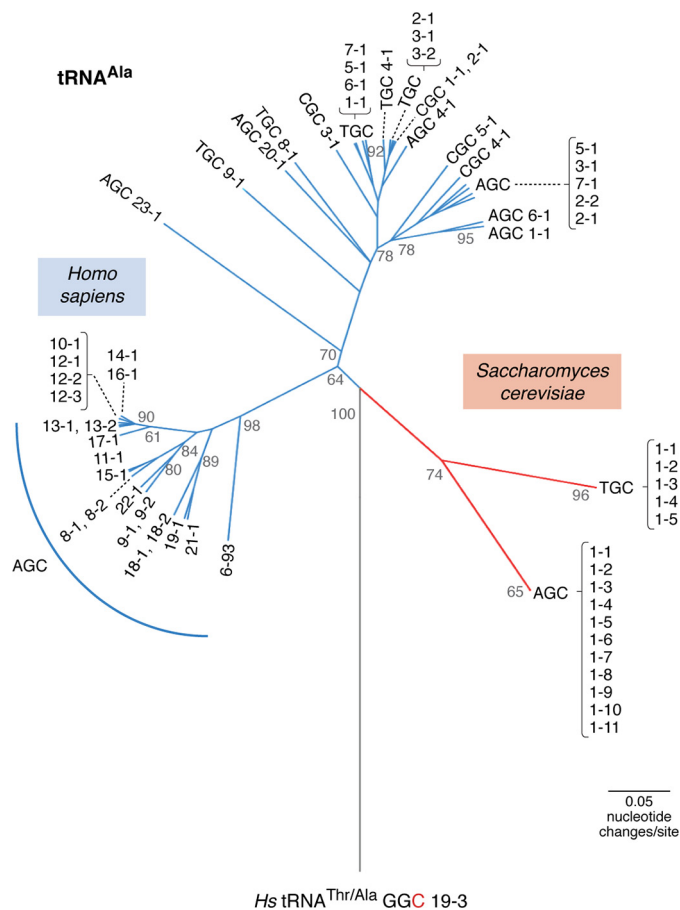 tRNAAla
2-1
3-1
3-2
7-1
5-1
6-1
1-1
TGC
TGC 4-1
TGC
CGC 1-1, 2-1
AGC 4-1
CGC 3-1
TGC 8-1
AGC 20-1
TGC 9-1
AGC 23-1
92
CGC 5-1
CGC 4-1
AGC
5-1
3-1
7-1
2-2
2-1
AGC 6-1
AGC 1-1
95
78
78
Homo
sapiens
70
64
100
10-1
12-1
12-2
12-3
14-1
16-1
90
13-1, 13-2
61
17-1
98
11-1
84
15-1
80
89
8-1, 8-2
22-1
9-1, 9-2
18-1, 18-2
19-1
21-1
6-93
AGC
Saccharomyces
cerevisiae
74
96
TGC
1-1
1-2
1-3
1-4
1-5
65
AGC
1-1
1-2
1-3
1-4
1-5
1-6
1-7
1-8
1-9
1-10
1-11
0.05
nucleotide
changes/site
Hs tRNAThr/Ala GGC 19-3